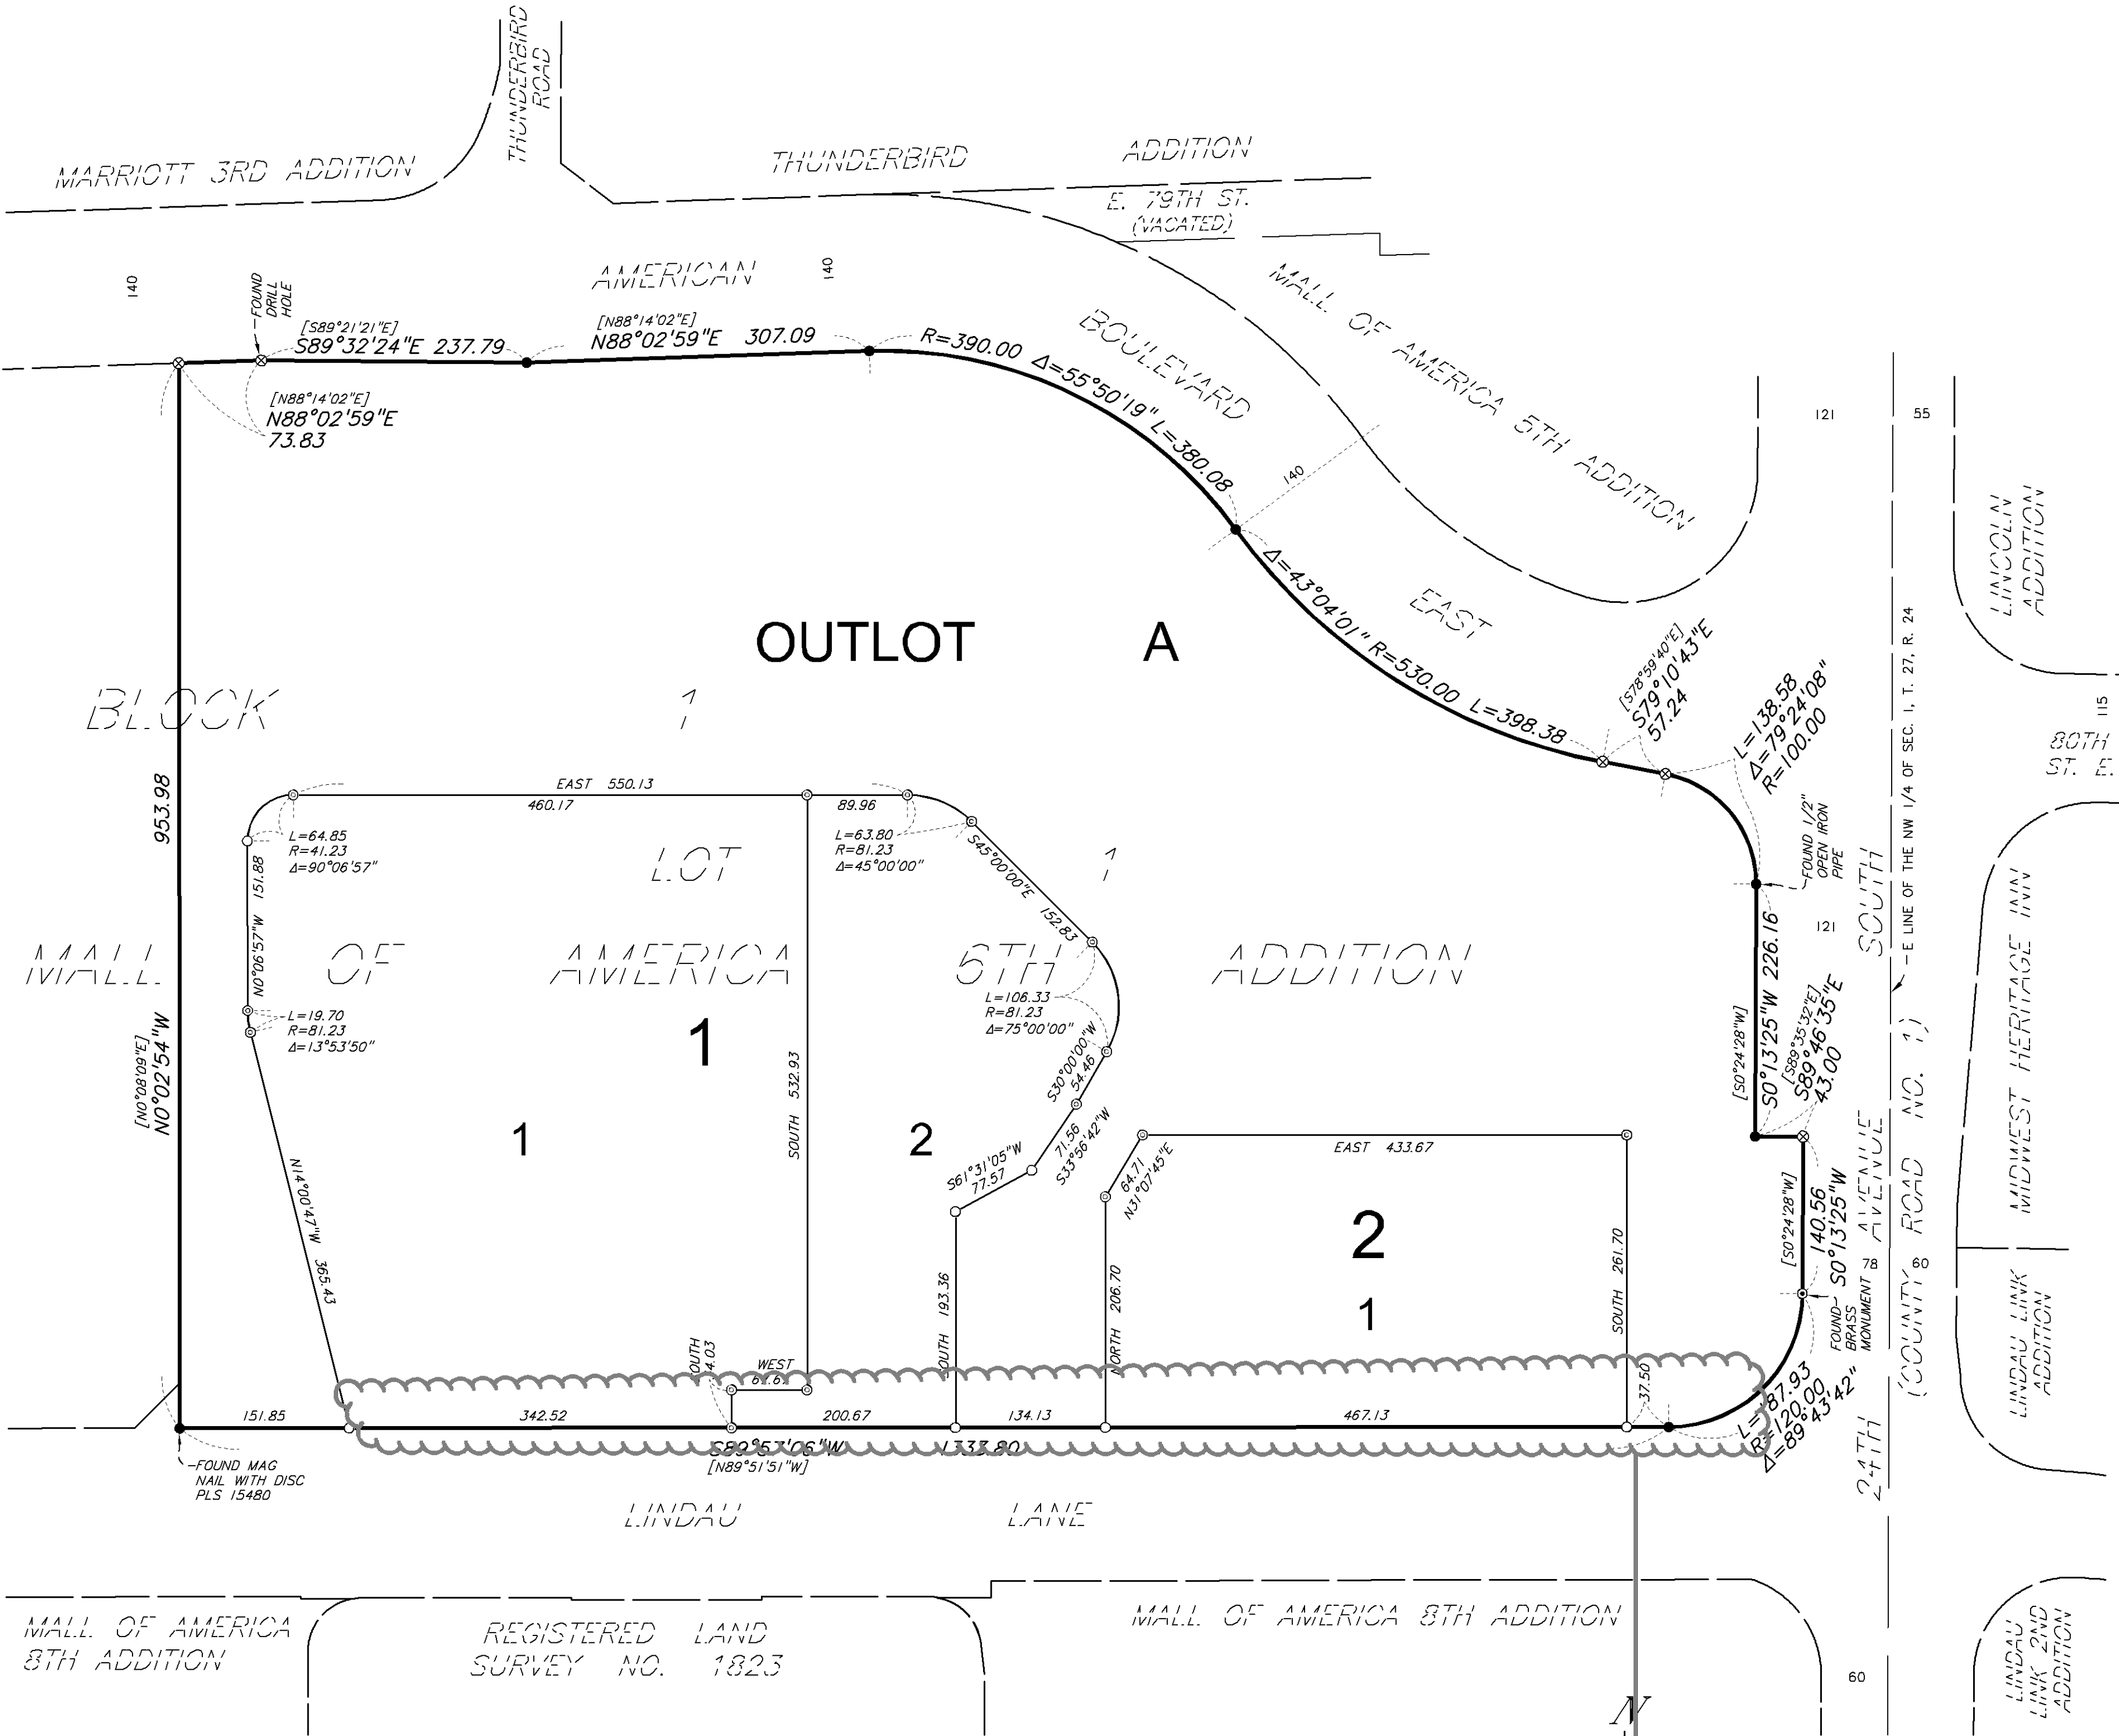 THUNDERBIRD
ROAD
MARRIOTT 3RD ADDITION
THUNDERBIRD ADDITION
E. 79TH ST.
(VACATED)
140
FOUND
DRILL
HOLE
AMERICAN
140
BOULEVARD
EAST
MALL OF AMERICA 5TH ADDITION
[S89°21'21"E]
S89°32'24"E 237.79
[N88°14'02"E]
N88°02'59"E 307.09
R=390.00 Δ=55°50'19" L=380.08
[N88°14'02"E]
N88°02'59"E
73.83
140
121
55
LINCOLN
ADDITION
Δ=43°04'01" R=530.00 L=398.38
[S78°59'40"E]
S79°10'43"E
57.24
L=138.58
Δ=79°24'08"
R=100.00
E LINE OF THE NW 1/4 OF SEC. 1, T. 27, R. 24
115
80TH
ST. E.
OUTLOT A
BLOCK 1
953.98
[N0°08'09"E]
N0°02'54"W
EAST 550.13
460.17
89.96
L=64.85
R=41.23
Δ=90°06'57"
L=63.80
R=81.23
Δ=45°00'00"
S45°00'00"E 152.83
LOT 1
N0°06'57"W 151.88
FOUND 1/2"
OPEN IRON
PIPE
121
MALL OF AMERICA 6TH ADDITION
L=19.70
R=81.23
Δ=13°53'50"
L=106.33
R=81.23
Δ=75°00'00"
1
SOUTH 532.93
S30°00'00"W
54.46
71.56
S33°56'42"W
S61°31'05"W
77.57
1
2
N14°00'47"W 365.43
64.71
N31°07'45"E
EAST 433.67
2
1
SOUTH 261.70
[S0°24'28"W]
S0°13'25"W 226.16
[S89°35'32"E]
S89°46'35"E
43.00
[S0°24'28"W]
140.56
S0°13'25"W
FOUND
BRASS
MONUMENT
78
60
24TH AVENUE SOUTH
(COUNTY ROAD NO. 1)
MIDWEST HERITAGE INN
LINDAU LINK
ADDITION
193.36
206.70
WEST
37.50
R=120.00
Δ=89°43'42"
151.85
342.52
200.67
134.13
467.13
S89°57'06"W 1333.80
[N89°51'51"W]
FOUND MAG
NAIL WITH DISC
PLS 15480
LINDAU LANE
MALL OF AMERICA
8TH ADDITION
REGISTERED LAND
SURVEY NO. 1823
MALL OF AMERICA 8TH ADDITION
60
LINDAU
LINK 2ND
ADDITION
N